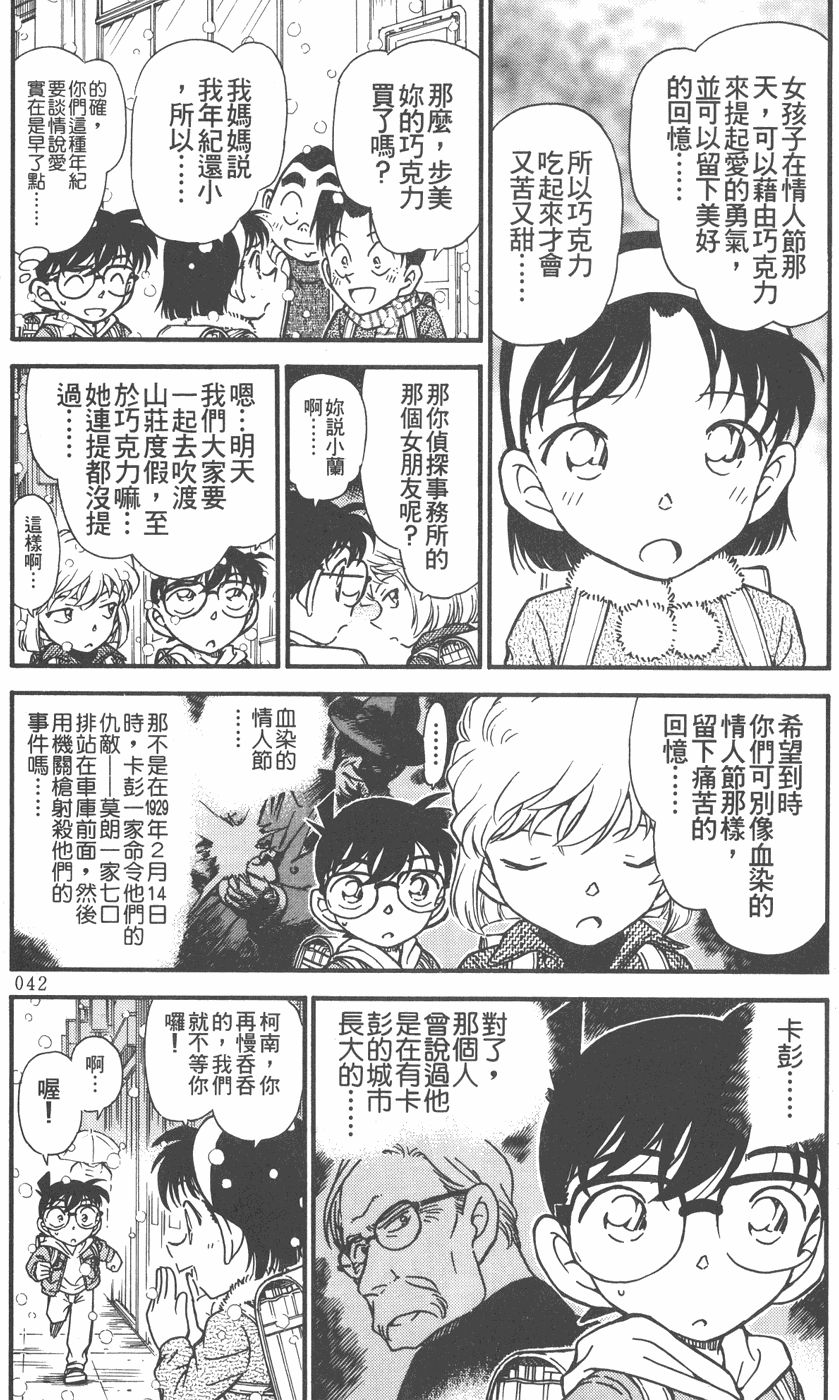 女孩子在情人節那
天，可以藉由巧克力
來提起愛的勇氣，
並可以留下美好
的回憶……
所以巧克力
吃起來才會
又苦又甜……
那麼，步美
妳的巧克力
買了嗎？
我媽媽說
我年紀還小
，所以……
的確，
你們這種年紀
要談情說愛
實在是早了點……
那你偵探事務所的
那個女朋友呢？
妳說小蘭
啊……
嗯…明天
我們大家要
一起去吹渡
山莊度假，至
於巧克力嘛…
她連提都沒提
過……
這樣啊…
希望到時
你們可別像血染的
情人節那樣，
留下痛苦的
回憶……
……
血染的
情人節
……
那不是在1929年2月14日
時，卡彭一家命令他們的
仇敵——莫朗一家七口
排站在車庫前面，然後
用機關槍射殺他們的
事件嗎……
042
卡彭……
對了，
那個人
曾說過他
是在有卡
彭的城市
長大的……
柯南，你
再慢吞吞
的，我們
就不等你
囉！
啊…
喔！